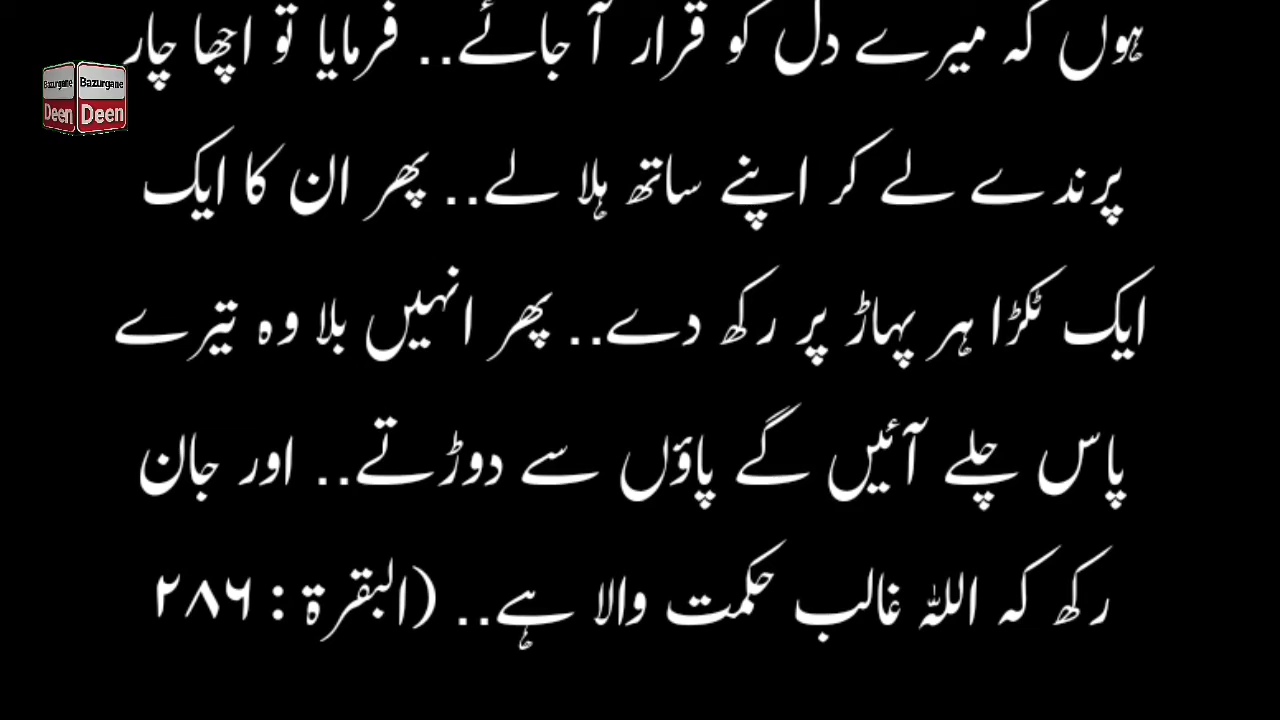 ہوں کہ میرے دل کو قرار آ جائے.. فرمایا تو اچھا چار
Bazurgane Bazurgane
Deen Deen
پرندے لے کر اپنے ساتھ ہلا لے.. پھر ان کا ایک
ایک ٹکڑا ہر پہاڑ پر رکھ دے.. پھر انہیں بلا وہ تیرے
پاس چلے آئیں گے پاؤں سے دوڑتے.. اور جان
رکھ کہ اللہ غالب حکمت والا ہے.. (البقرۃ : ۲۸۶